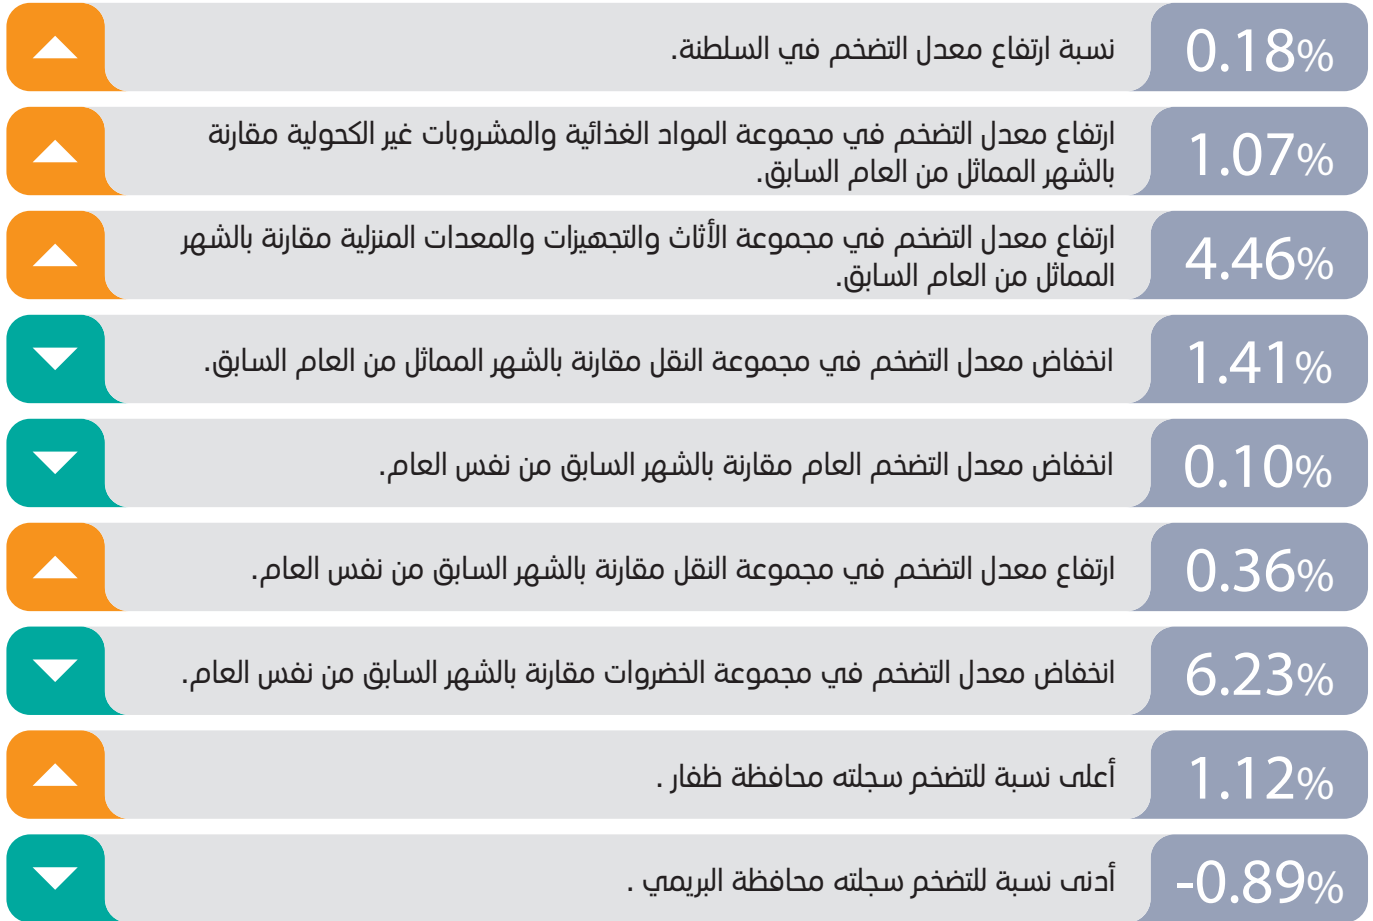 0.18%
نسبة ارتفاع معدل التضخم في السلطنة.
1.07%
ارتفاع معدل التضخم في مجموعة المواد الغذائية والمشروبات غير الكحولية مقارنة
بالشهر المماثل من العام السابق.
4.46%
ارتفاع معدل التضخم في مجموعة الأثاث والتجهيزات والمعدات المنزلية مقارنة بالشهر
المماثل من العام السابق.
1.41%
انخفاض معدل التضخم في مجموعة النقل مقارنة بالشهر المماثل من العام السابق.
0.10%
انخفاض معدل التضخم العام مقارنة بالشهر السابق من نفس العام.
0.36%
ارتفاع معدل التضخم في مجموعة النقل مقارنة بالشهر السابق من نفس العام.
6.23%
انخفاض معدل التضخم في مجموعة الخضروات مقارنة بالشهر السابق من نفس العام.
1.12%
أعلى نسبة للتضخم سجلته محافظة ظفار .
-0.89%
أدنى نسبة للتضخم سجلته محافظة البريمي .